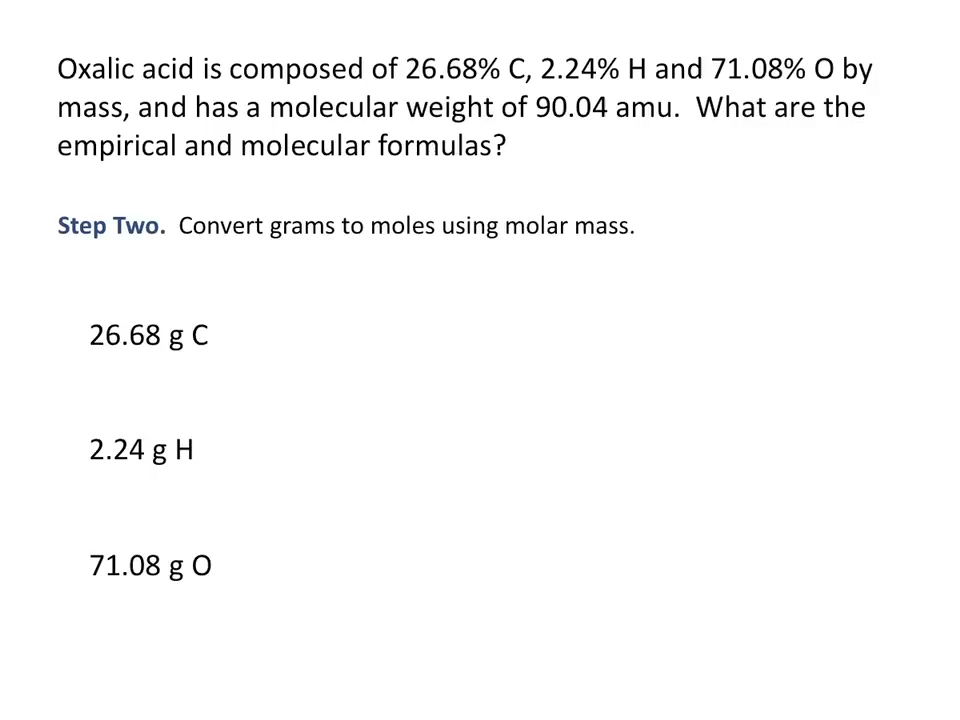 Oxalic acid is composed of 26.68% C, 2.24% H and 71.08% O by
mass, and has a molecular weight of 90.04 amu.  What are the
empirical and molecular formulas?
Step Two.  Convert grams to moles using molar mass.
26.68 g C
2.24 g H
71.08 g O